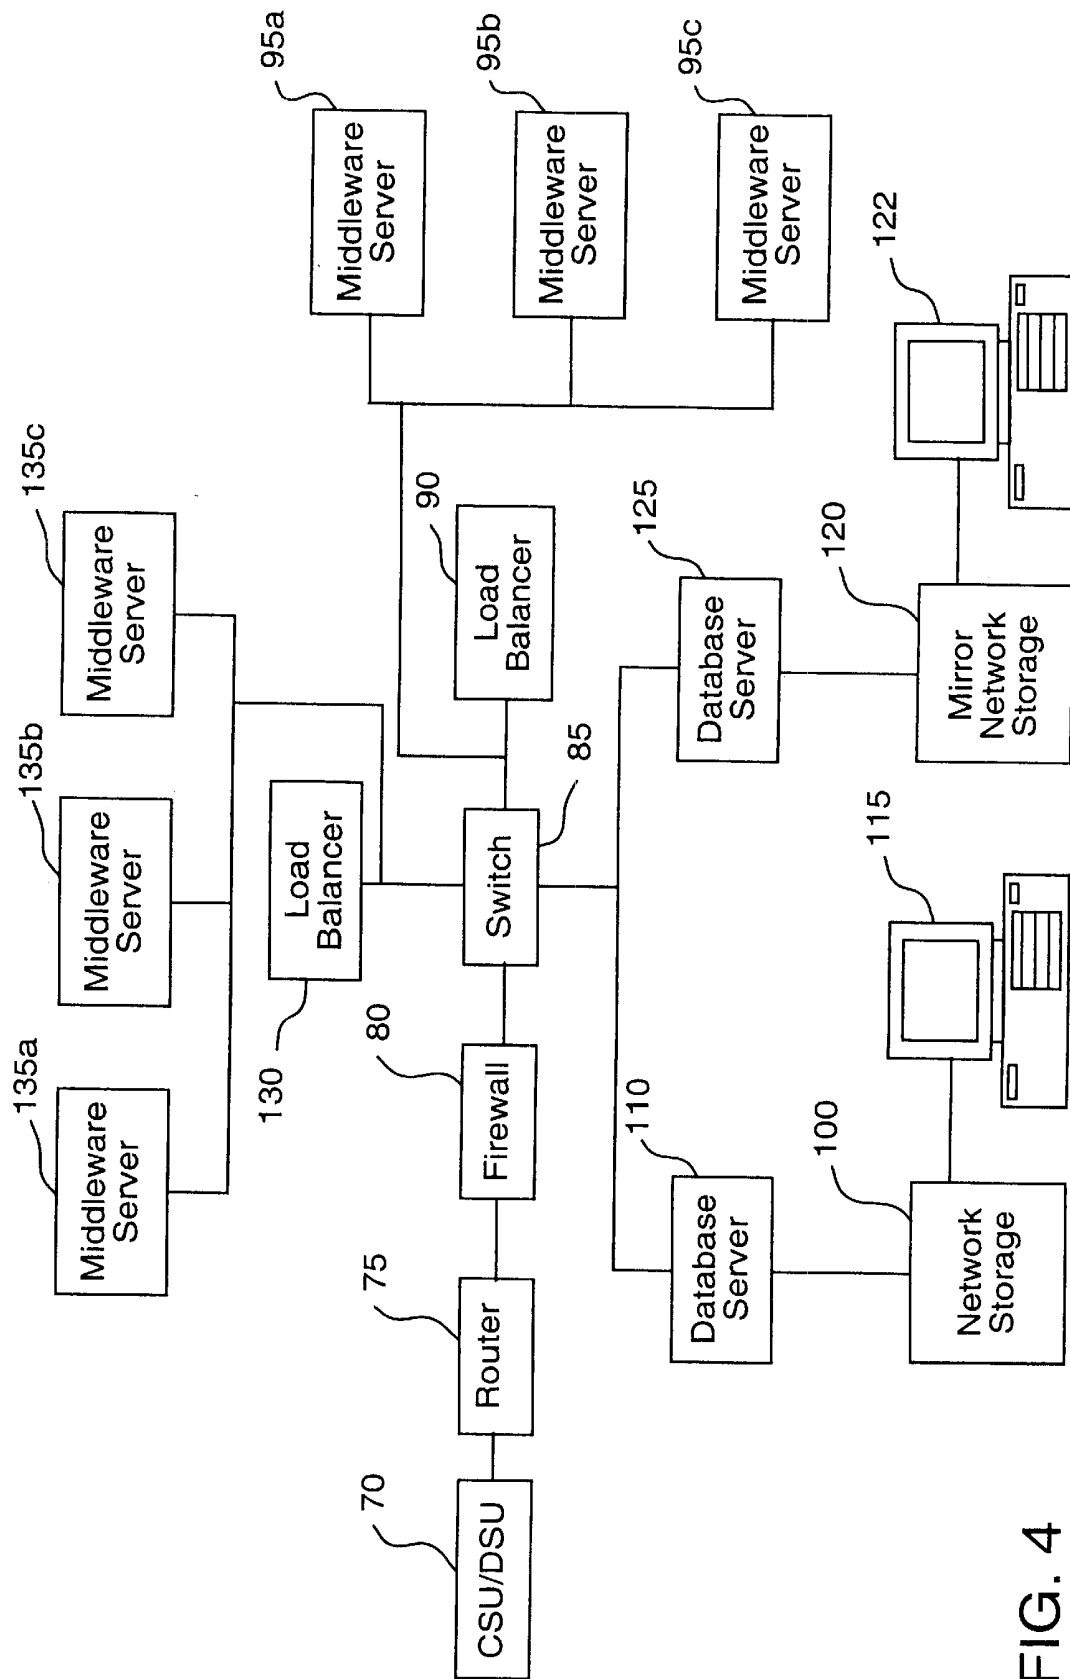 135a
Middleware
Server
135b
Middleware
Server
135c
Middleware
Server
130
Load
Balancer
95a
Middleware
Server
95b
Middleware
Server
95c
Middleware
Server
70
CSU/DSU
75
Router
80
Firewall
Switch
85
90
Load
Balancer
110
Database
Server
125
Database
Server
100
Network
Storage
115
120
Mirror
Network
Storage
122
FIG. 4